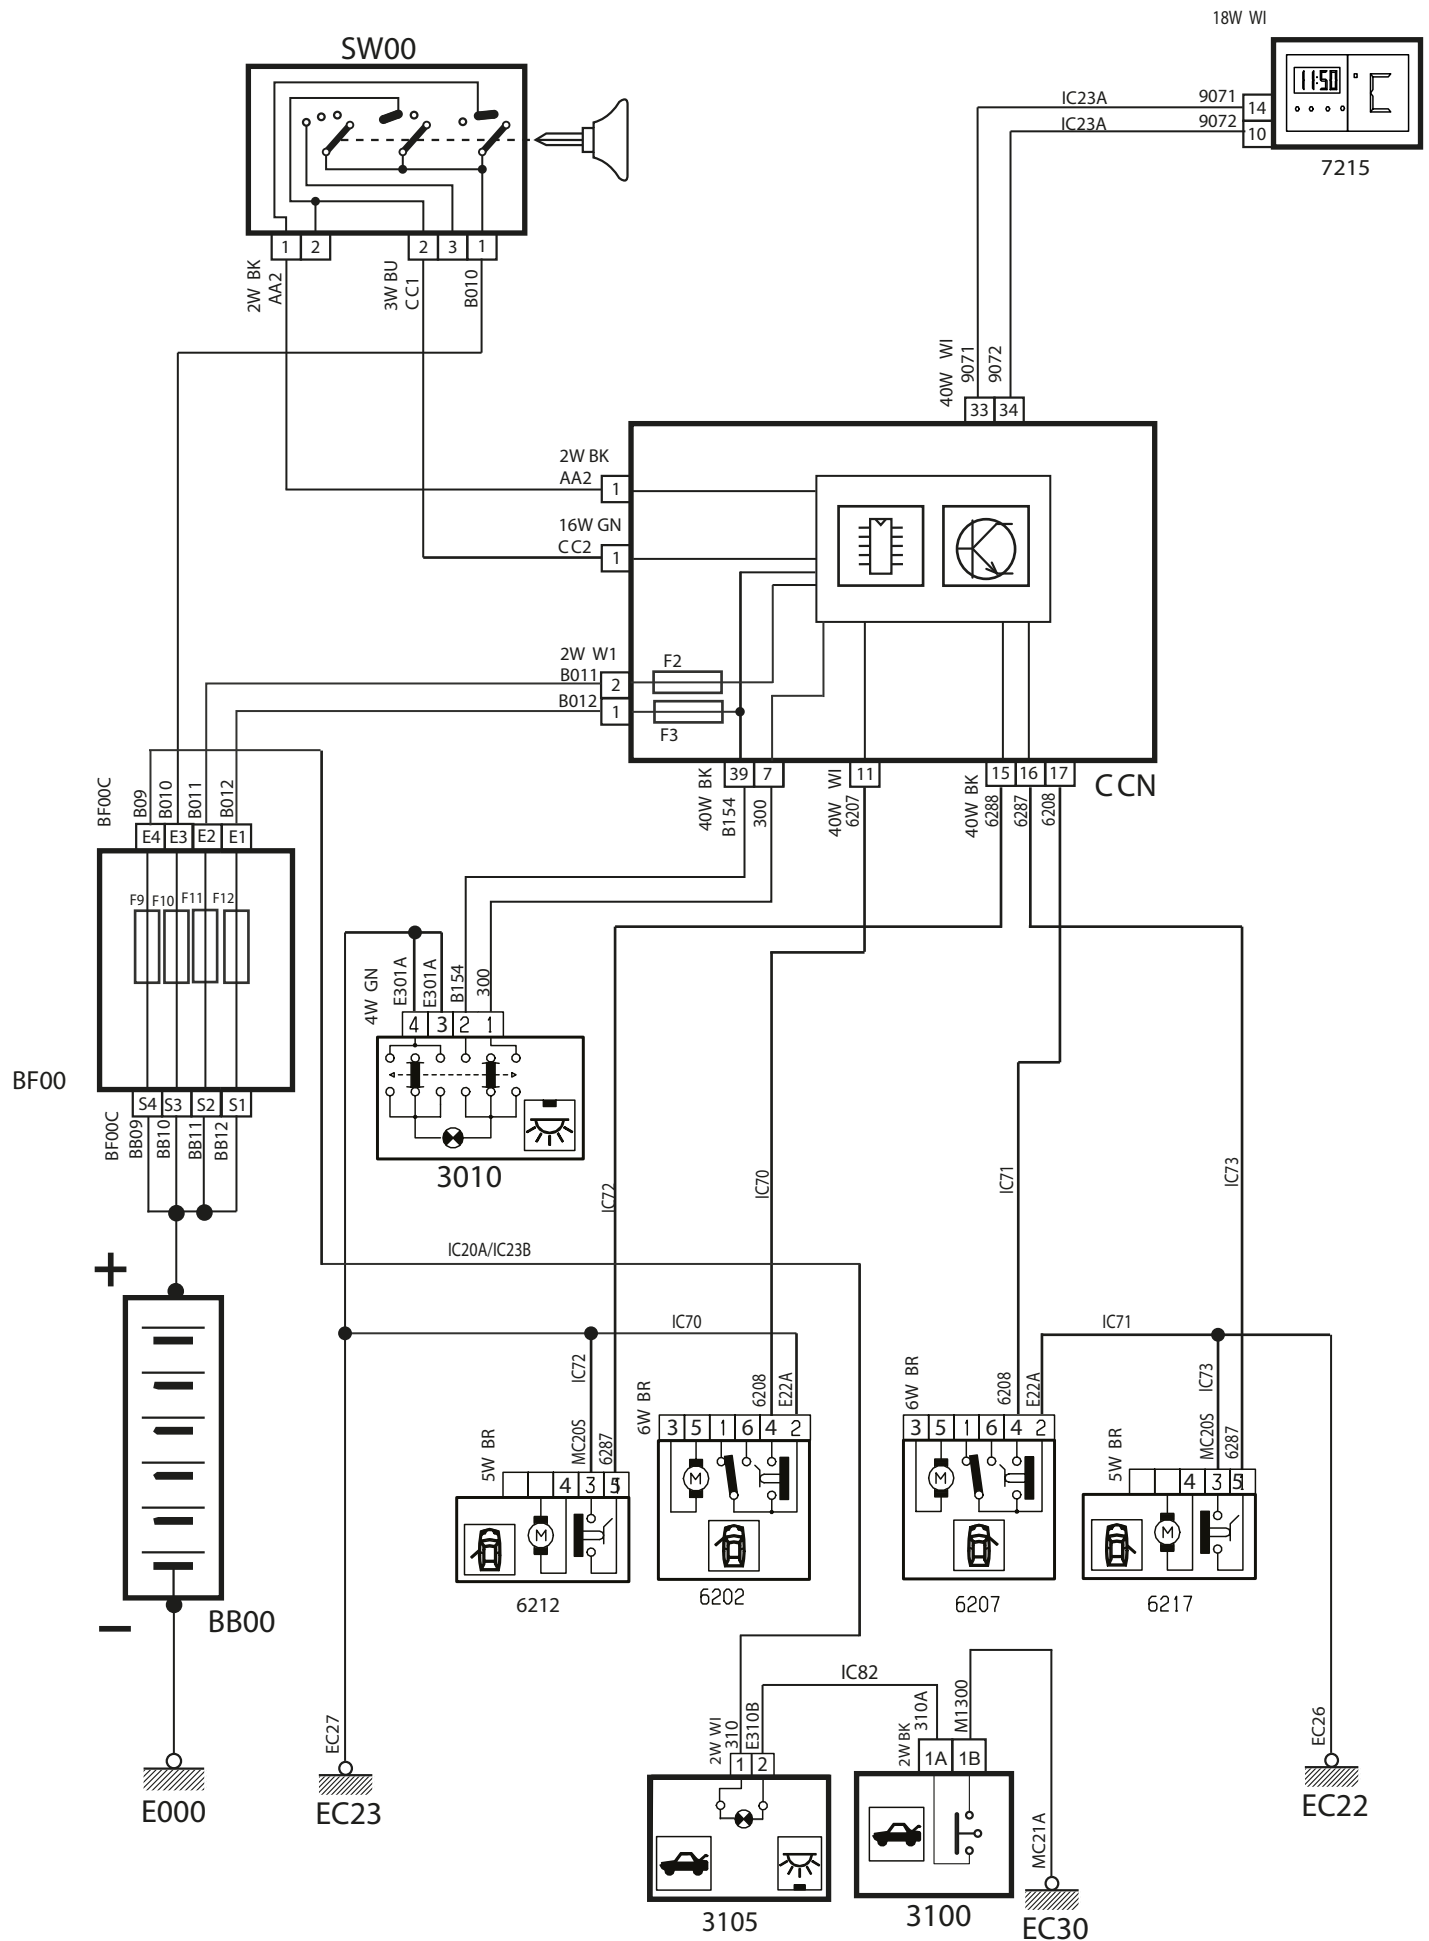 18W WI
SW00
11:50
IC23A
9071
14
IC23A
9072
10
7215
1
2
2
3
1
2W BK
AA2
3W BU
CC1
B010
40W WI
9071
9072
33
34
2W BK
AA2
1
16W GN
CC2
1
2W W1
B011
2
F2
B012
1
F3
39
7
11
15
16
17
CCN
40W BK
B154
300
40W WI
6207
40W BK
6288
6287
6208
BF00C
B09
B010
B011
B012
E4
E3
E2
E1
F9
F10
F11
F12
BF00
S4
S3
S2
S1
BF00C
BB09
BB10
BB11
BB12
4W GN
E301A
E301A
B154
300
4
3
2
1
3010
IC72
IC70
IC71
IC73
+
IC20A/IC23B
IC70
IC71
IC72
IC73
5W BR
MC20S
6287
6W BR
6208
E22A
6W BR
6208
E22A
5W BR
MC20S
6287
3
5
1
6
4
2
3
5
1
6
4
2
4
3
5
4
3
5
M
M
M
M
6212
6202
6207
6217
–
BB00
IC82
2W WI
310
E310B
2W BK
310A
M1300
1
2
1A
1B
EC27
EC26
MC21A
E000
EC23
EC22
3105
3100
EC30